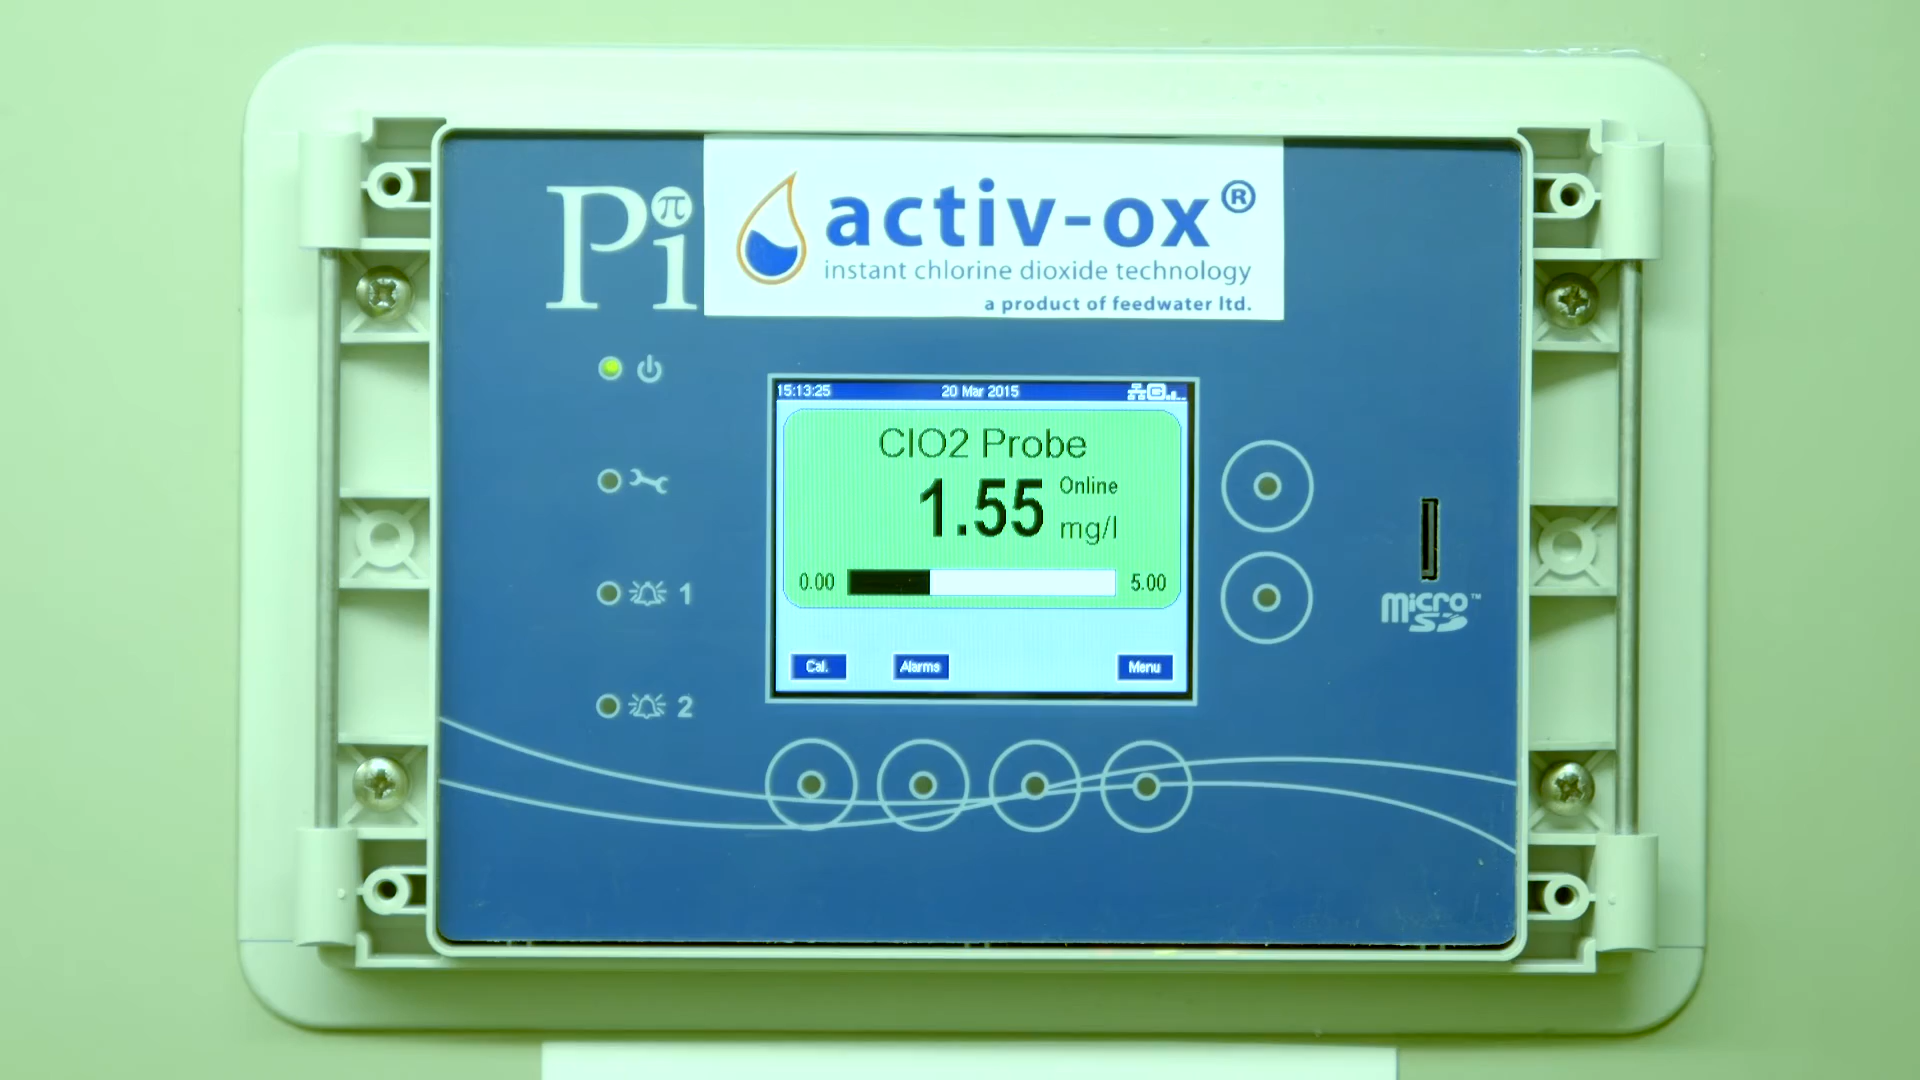 Pi
π
activ-ox®
instant chlorine dioxide technology
a product of feedwater ltd.
15:13:25 20 Mar 2015
ClO2 Probe
1.55 Online
mg/l
0.00 5.00
1
micro SD™
Cal. Alarms Menu
2